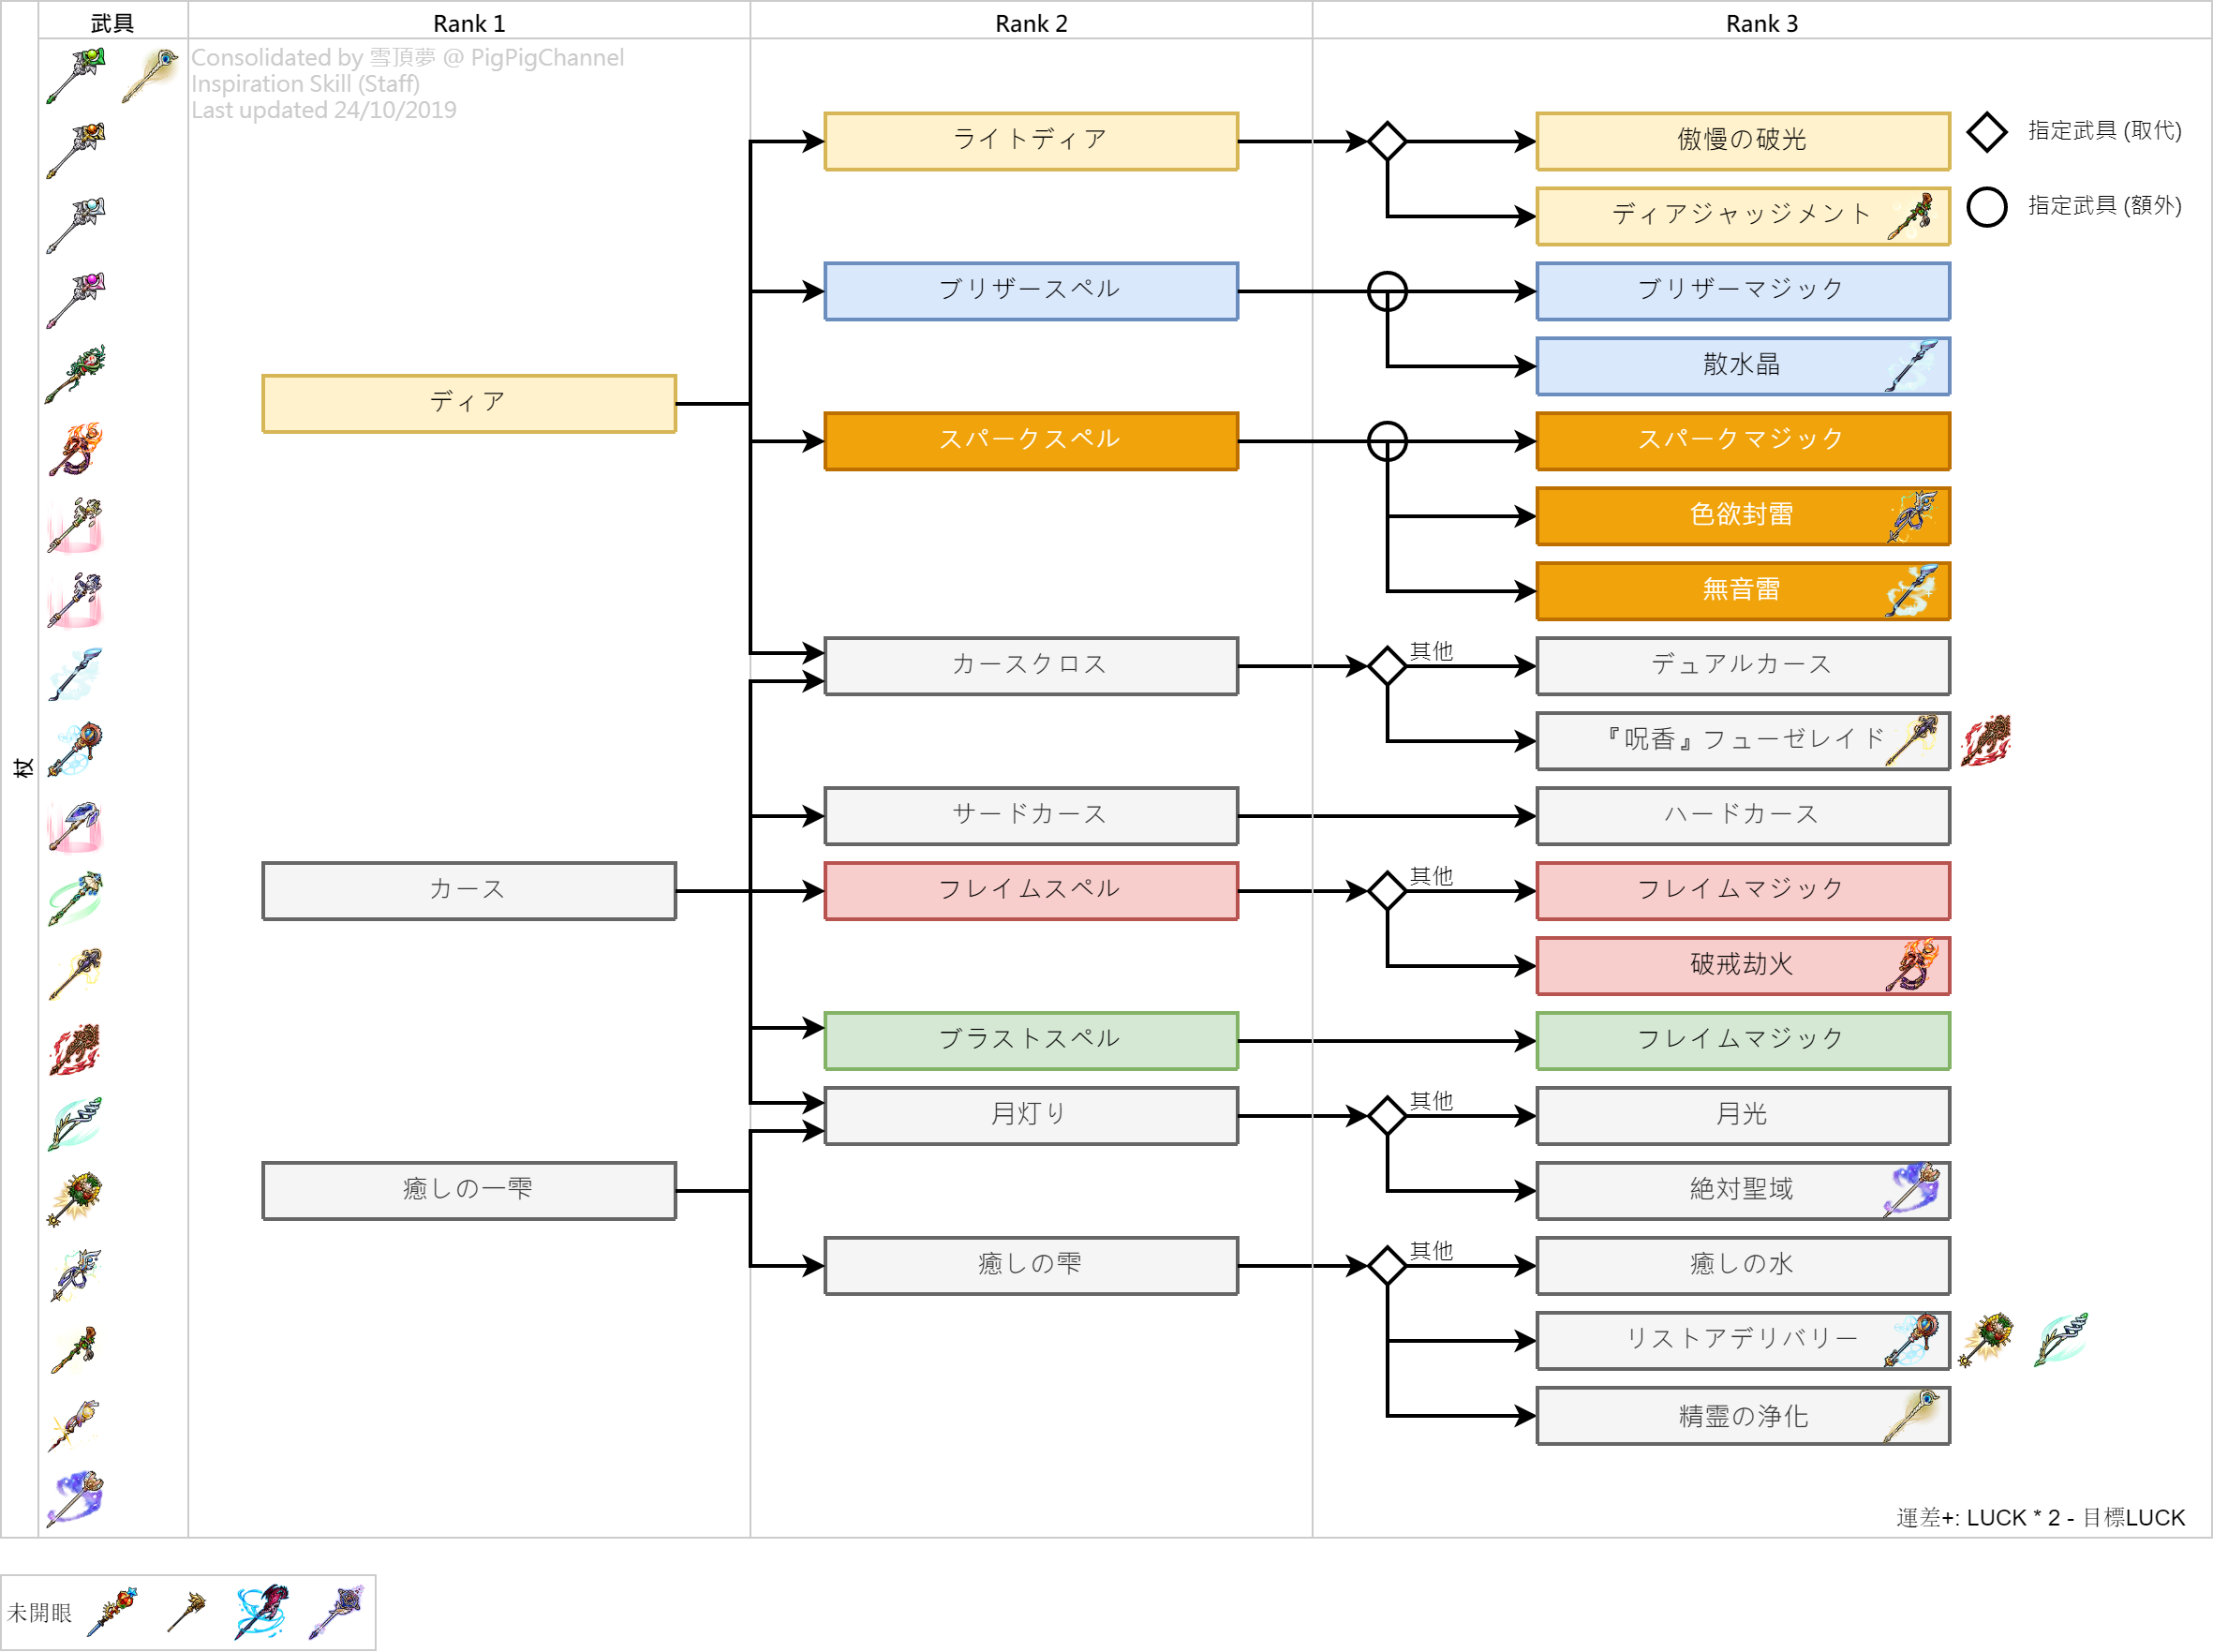 武具
Rank 1
Rank 2
Rank 3
Consolidated by 雪頂夢 @ PigPigChannel
Inspiration Skill (Staff)
Last updated 24/10/2019
杖
ライトディア
傲慢の破光
指定武具 (取代)
ディアジャッジメント
指定武具 (額外)
ブリザースペル
ブリザーマジック
散水晶
ディア
スパークスペル
スパークマジック
色欲封雷
無音雷
カースクロス
其他
デュアルカース
『呪香』フューゼレイド
サードカース
ハードカース
カース
フレイムスペル
其他
フレイムマジック
破戒劫火
ブラストスペル
フレイムマジック
月灯り
其他
月光
癒しの一雫
絶対聖域
癒しの雫
其他
癒しの水
リストアデリバリー
精霊の浄化
運差+: LUCK * 2 - 目標LUCK
未開眼